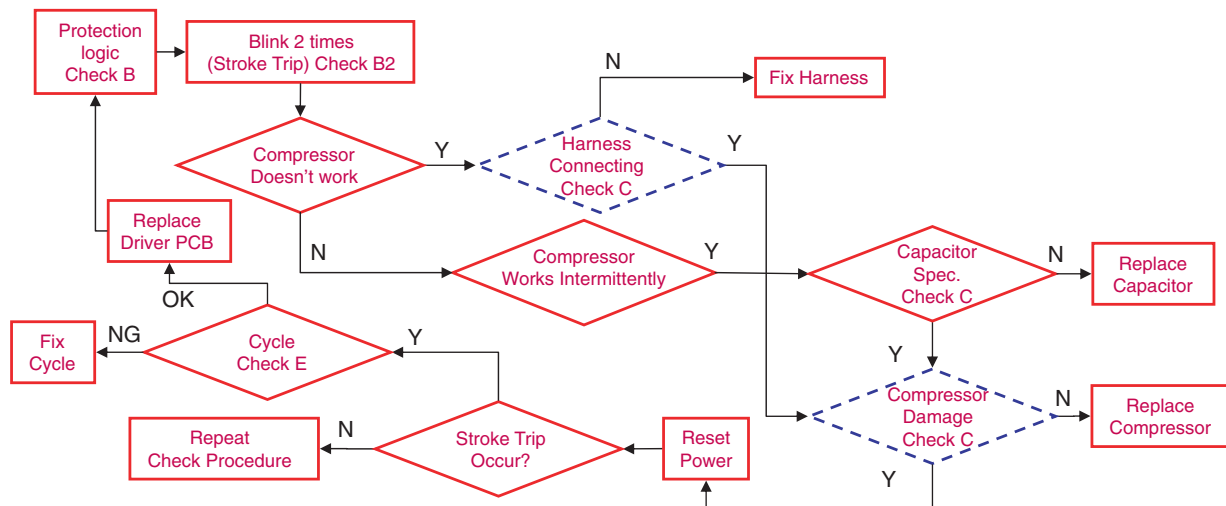 Protection
logic
Check B
Blink 2 times
(Stroke Trip) Check B2
N
Fix Harness
Compressor
Doesn't work
Y
Harness
Connecting
Check C
Y
Replace
Driver PCB
N
Compressor
Works Intermittently
Y
Capacitor
Spec.
Check C
N
Replace
Capacitor
OK
Fix
Cycle
NG
Cycle
Check E
Y
Y
Compressor
Damage
Check C
N
Replace
Compressor
Repeat
Check Procedure
N
Stroke Trip
Occur?
Reset
Power
Y